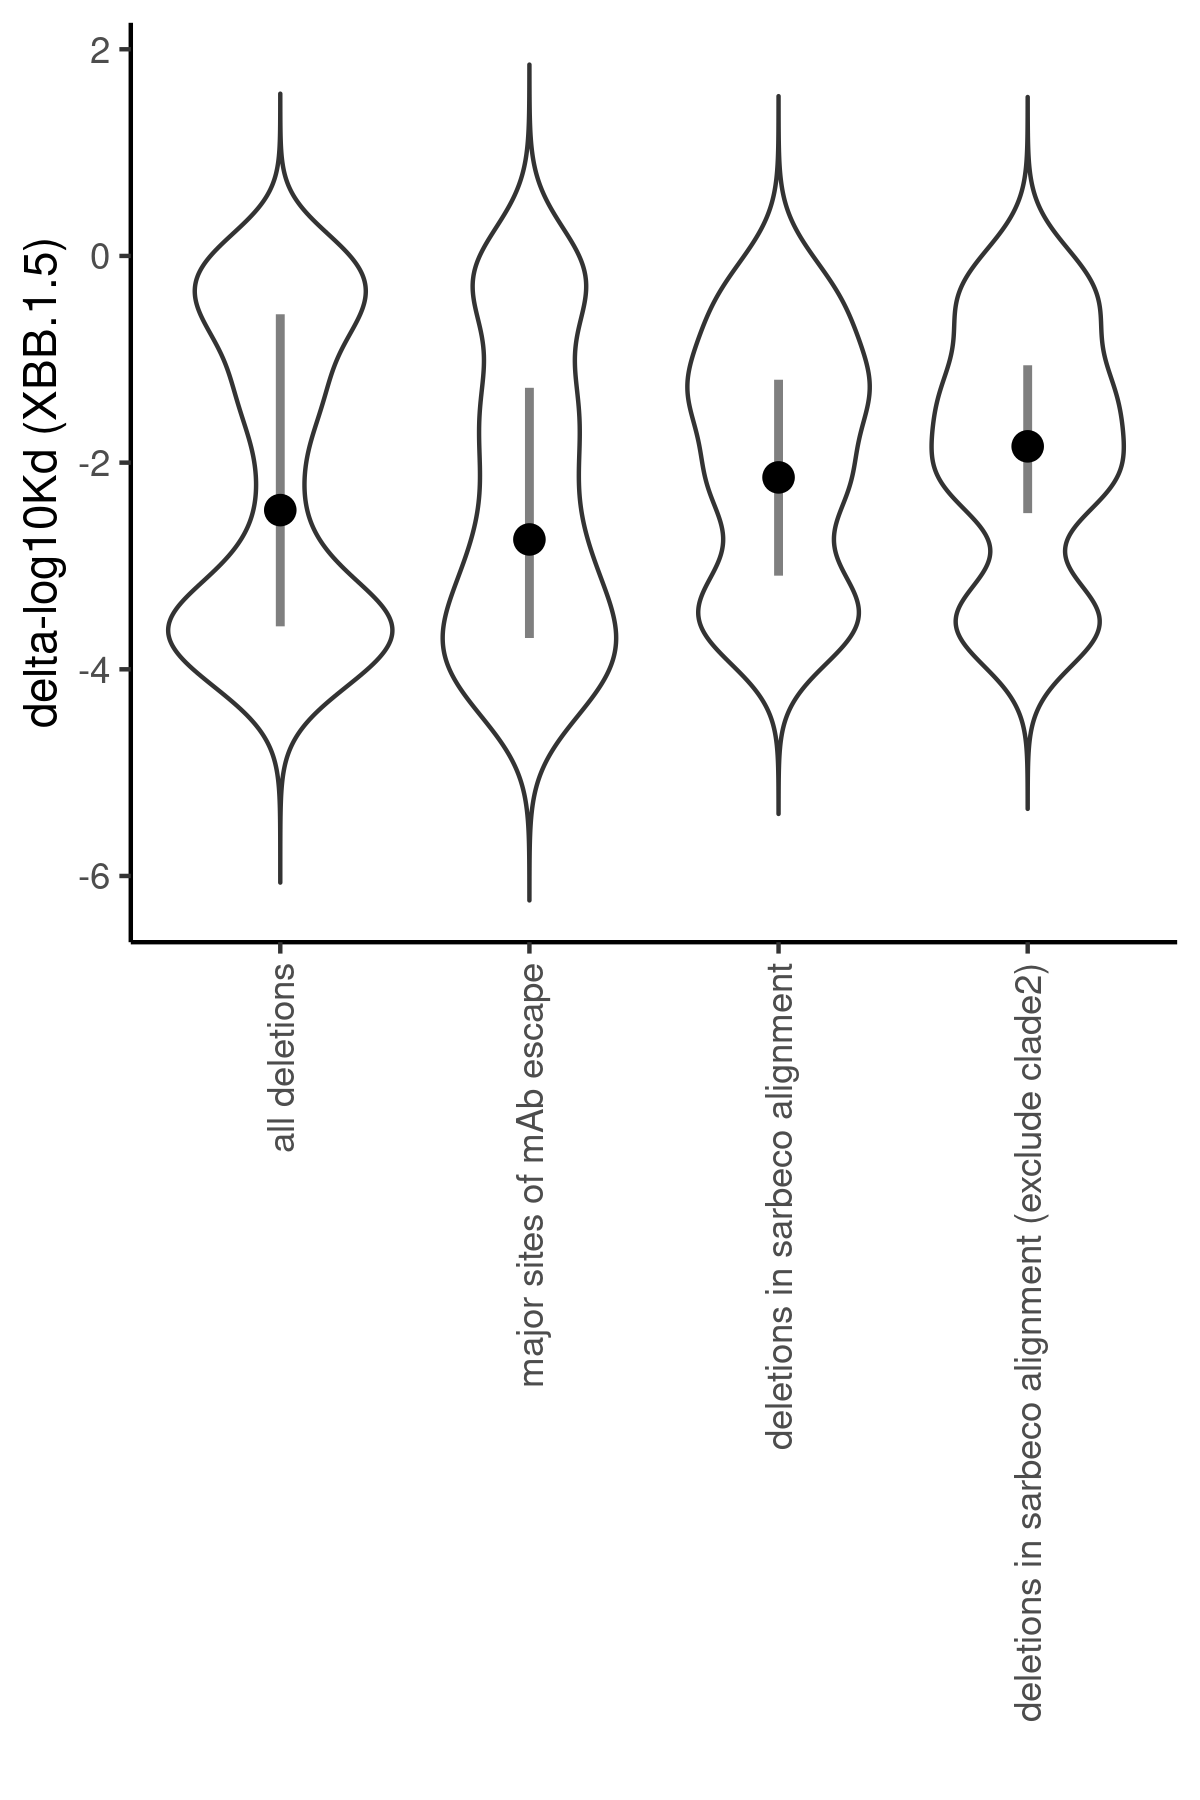 delta-log10Kd (XBB.1.5)
2
0
-2
-4
-6
all deletions
major sites of mAb escape
deletions in sarbeco alignment
deletions in sarbeco alignment (exclude clade2)